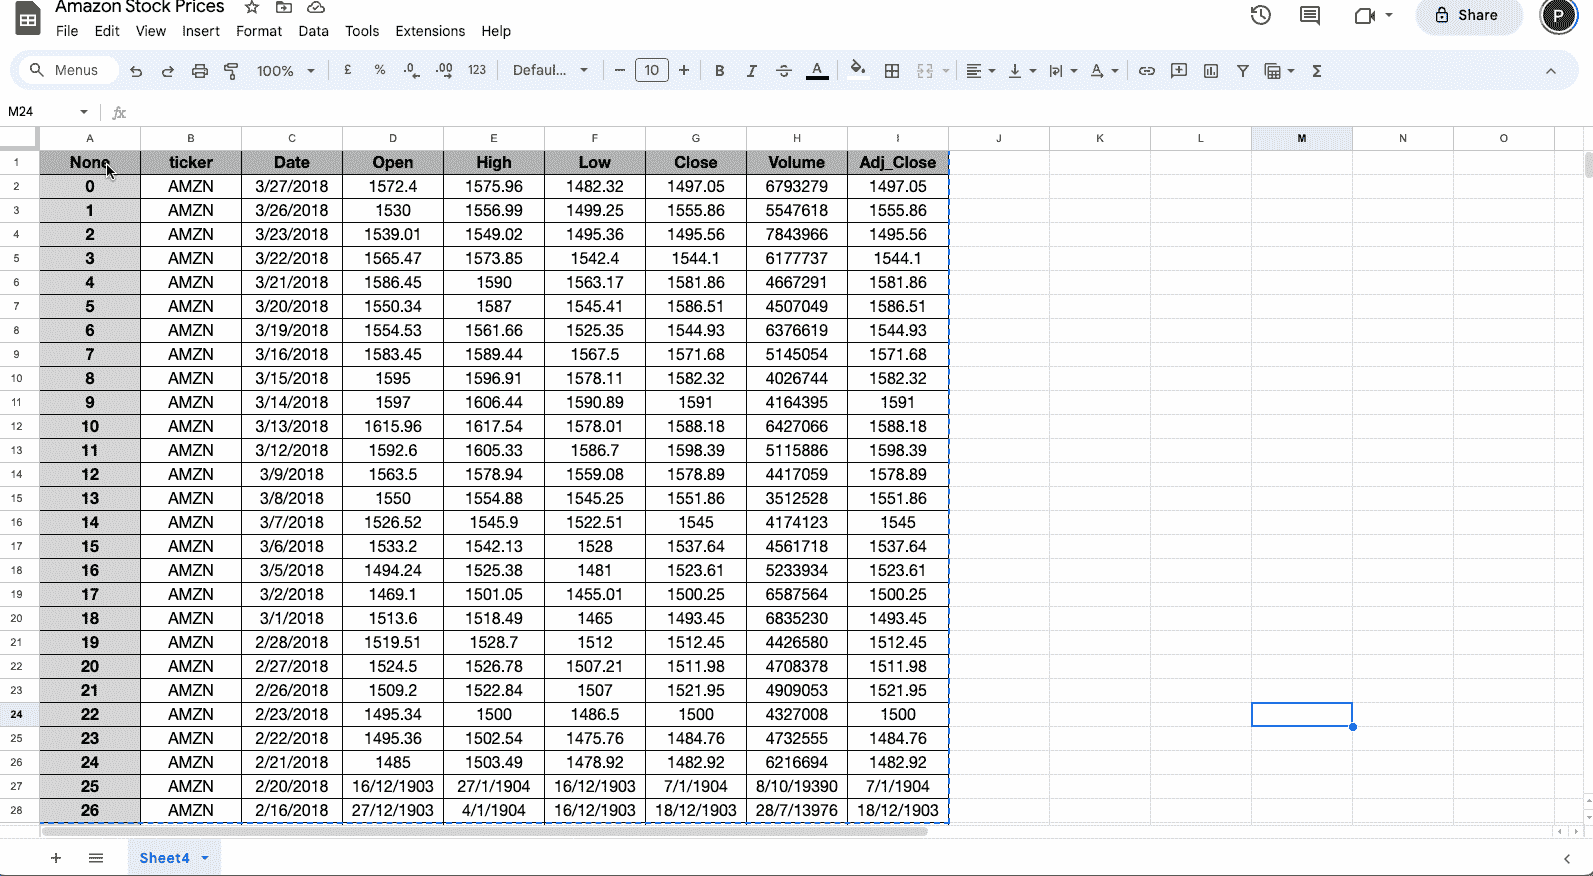 Amazon Stock Prices
File Edit View Insert Format Data Tools Extensions Help
Share
P
Menus 100% £ % .0 .00 123 Defaul... 10 B I S A Σ
M24 fx
A B C D E F G H I J K L M N O
1 None ticker Date Open High Low Close Volume Adj_Close
2 0 AMZN 3/27/2018 1572.4 1575.96 1482.32 1497.05 6793279 1497.05
3 1 AMZN 3/26/2018 1530 1556.99 1499.25 1555.86 5547618 1555.86
4 2 AMZN 3/23/2018 1539.01 1549.02 1495.36 1495.56 7843966 1495.56
5 3 AMZN 3/22/2018 1565.47 1573.85 1542.4 1544.1 6177737 1544.1
6 4 AMZN 3/21/2018 1586.45 1590 1563.17 1581.86 4667291 1581.86
7 5 AMZN 3/20/2018 1550.34 1587 1545.41 1586.51 4507049 1586.51
8 6 AMZN 3/19/2018 1554.53 1561.66 1525.35 1544.93 6376619 1544.93
9 7 AMZN 3/16/2018 1583.45 1589.44 1567.5 1571.68 5145054 1571.68
10 8 AMZN 3/15/2018 1595 1596.91 1578.11 1582.32 4026744 1582.32
11 9 AMZN 3/14/2018 1597 1606.44 1590.89 1591 4164395 1591
12 10 AMZN 3/13/2018 1615.96 1617.54 1578.01 1588.18 6427066 1588.18
13 11 AMZN 3/12/2018 1592.6 1605.33 1586.7 1598.39 5115886 1598.39
14 12 AMZN 3/9/2018 1563.5 1578.94 1559.08 1578.89 4417059 1578.89
15 13 AMZN 3/8/2018 1550 1554.88 1545.25 1551.86 3512528 1551.86
16 14 AMZN 3/7/2018 1526.52 1545.9 1522.51 1545 4174123 1545
17 15 AMZN 3/6/2018 1533.2 1542.13 1528 1537.64 4561718 1537.64
18 16 AMZN 3/5/2018 1494.24 1525.38 1481 1523.61 5233934 1523.61
19 17 AMZN 3/2/2018 1469.1 1501.05 1455.01 1500.25 6587564 1500.25
20 18 AMZN 3/1/2018 1513.6 1518.49 1465 1493.45 6835230 1493.45
21 19 AMZN 2/28/2018 1519.51 1528.7 1512 1512.45 4426580 1512.45
22 20 AMZN 2/27/2018 1524.5 1526.78 1507.21 1511.98 4708378 1511.98
23 21 AMZN 2/26/2018 1509.2 1522.84 1507 1521.95 4909053 1521.95
24 22 AMZN 2/23/2018 1495.34 1500 1486.5 1500 4327008 1500
25 23 AMZN 2/22/2018 1495.36 1502.54 1475.76 1484.76 4732555 1484.76
26 24 AMZN 2/21/2018 1485 1503.49 1478.92 1482.92 6216694 1482.92
27 25 AMZN 2/20/2018 16/12/1903 27/1/1904 16/12/1903 7/1/1904 8/10/19390 7/1/1904
28 26 AMZN 2/16/2018 27/12/1903 4/1/1904 16/12/1903 18/12/1903 28/7/13976 18/12/1903
Sheet4